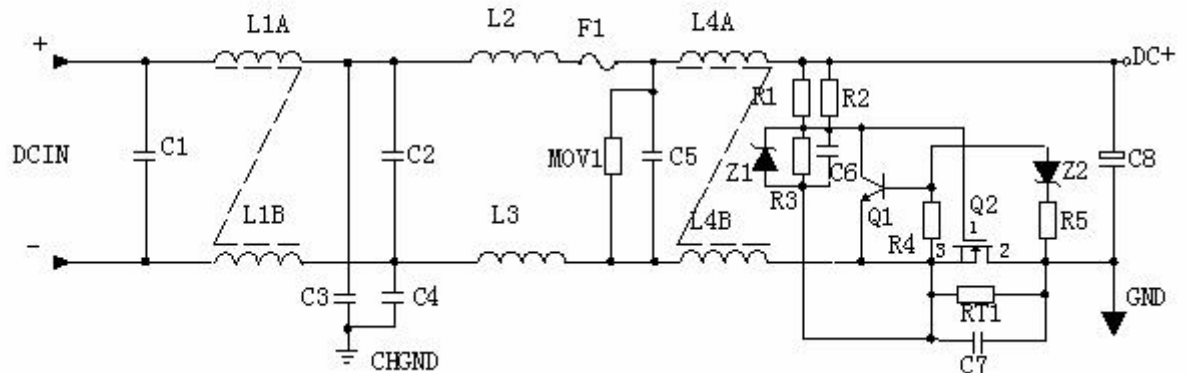 L1A
L2
F1
L4A
+
DC+
R1
R2
DCIN
C1
C2
MOV1
C5
Z1
C6
Z2
C8
R3
L1B
L3
L4B
Q1
Q2
R4
1
R5
-
3
2
C3
C4
RT1
GND
CHGND
C7